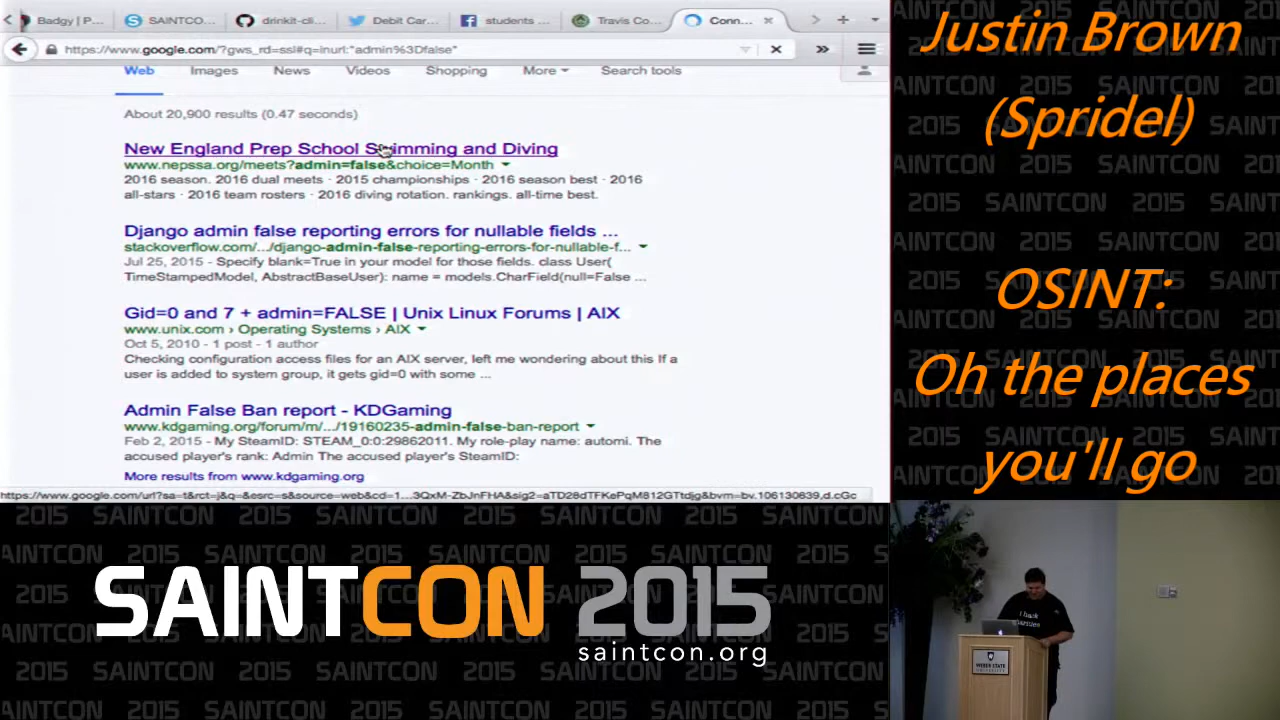 Badgy | P...
SAINTCO...
drinkit-cli...
Debit Car...
students ...
Travis Co...
Conn...
https://www.google.com/?gws_rd=ssl#q=inurl:"admin%3Dfalse"
Web Images News Videos Shopping More Search tools
About 20,900 results (0.47 seconds)
New England Prep School Swimming and Diving
www.nepssa.org/meets?admin=false&choice=Month
2016 season. 2016 dual meets · 2015 championships · 2016 season best · 2016
all-stars · 2016 team rosters · 2016 diving rotation. rankings. all-time best.
Django admin false reporting errors for nullable fields ...
stackoverflow.com/.../django-admin-false-reporting-errors-for-nullable-f...
Jul 25, 2015 - Specify blank=True in your model for those fields. class User(
TimeStampedModel, AbstractBaseUser): name = models.CharField(null=False ...
Gid=0 and 7 + admin=FALSE | Unix Linux Forums | AIX
www.unix.com › Operating Systems › AIX
Oct 5, 2010 - 1 post - 1 author
Checking configuration access files for an AIX server, left me wondering about this If a
user is added to system group, it gets gid=0 with some ...
Admin False Ban report - KDGaming
www.kdgaming.org/forum/m/.../19160235-admin-false-ban-report
Feb 2, 2015 - My SteamID: STEAM_0:0:29862011. My role-play name: automi. The
accused player's rank: Admin The accused player's SteamID:
More results from www.kdgaming.org
Justin Brown
(Spridel)
OSINT:
Oh the places
you'll go
SAINTCON 2015
saintcon.org
I hack
WEBER STATE
UNIVERSITY